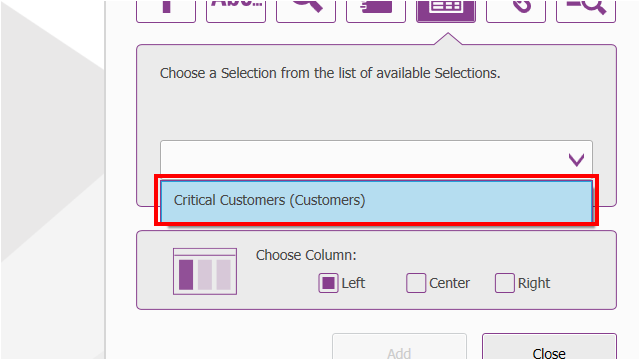 Abc...
Choose a Selection from the list of available Selections.
Critical Customers (Customers)
Choose Column:
Left
Center
Right
Add
Close